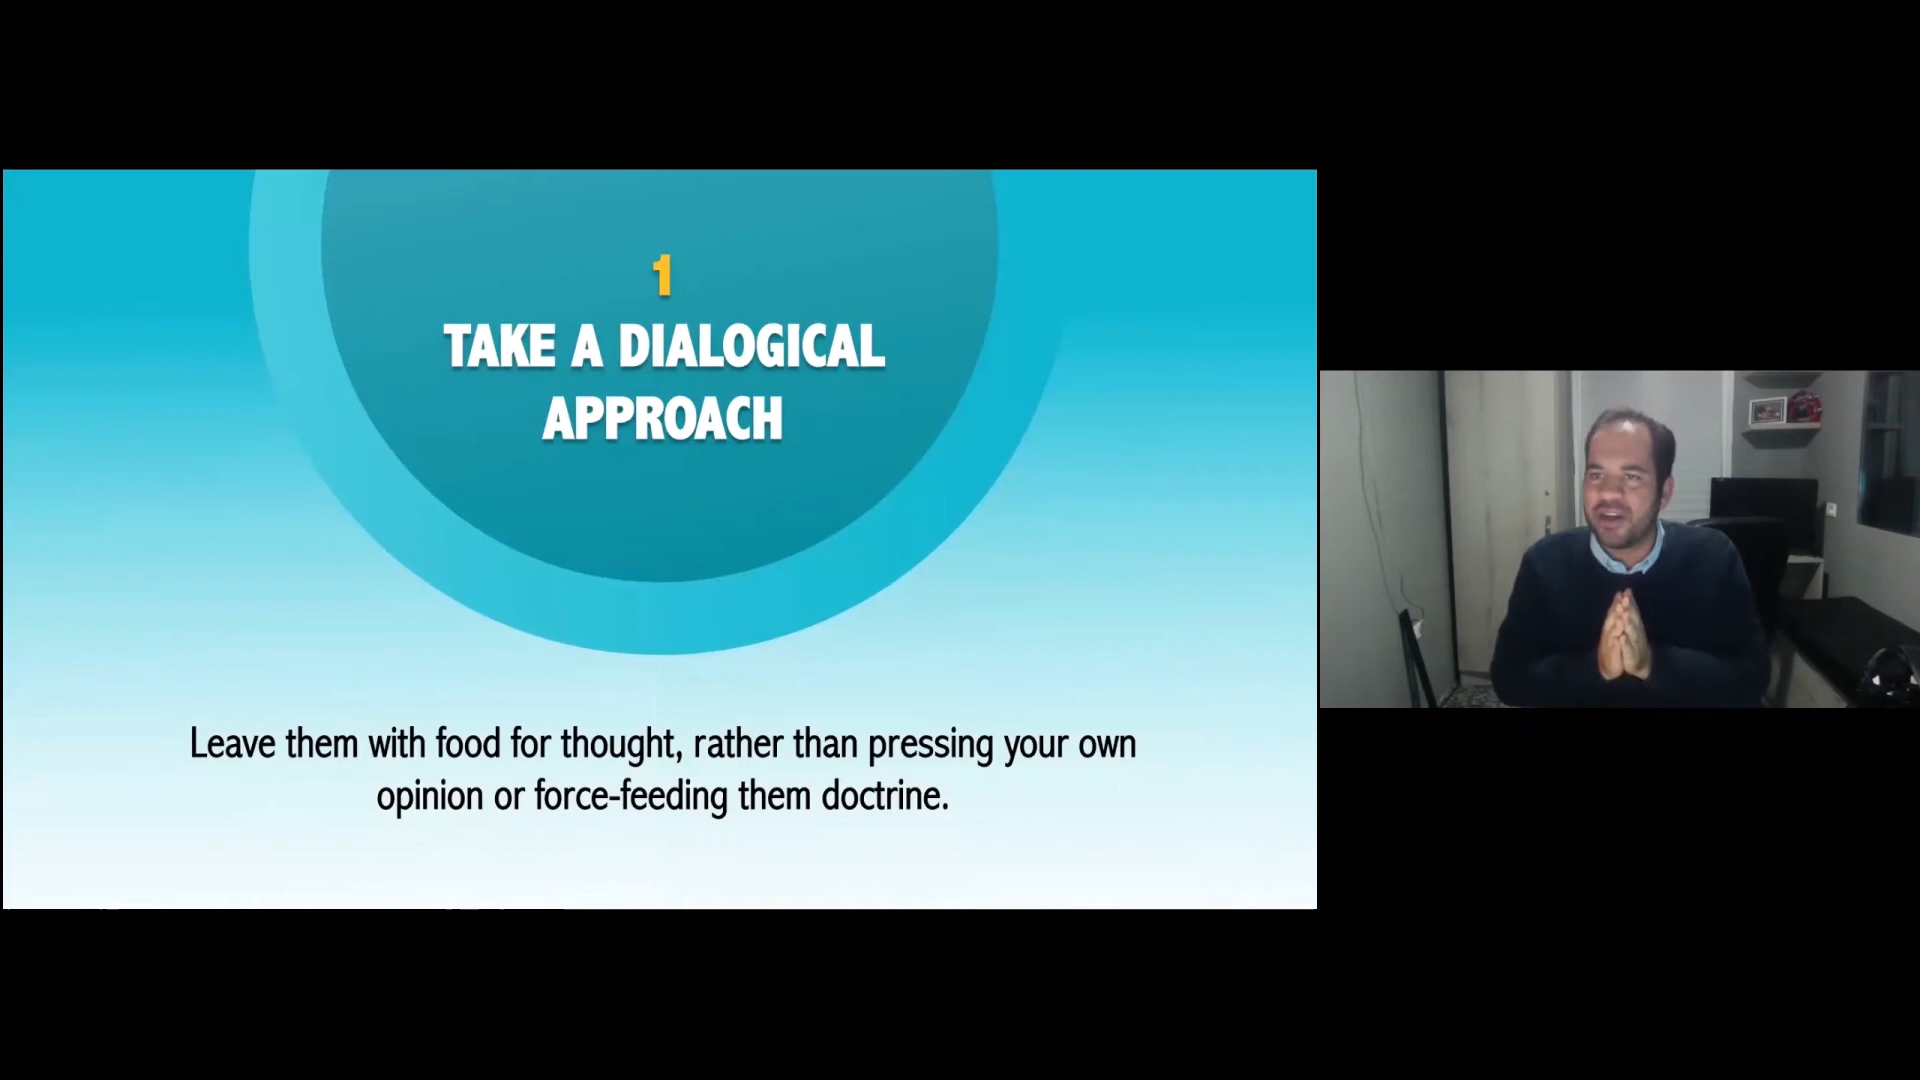 1
TAKE A DIALOGICAL
APPROACH
Leave them with food for thought, rather than pressing your own
opinion or force-feeding them doctrine.